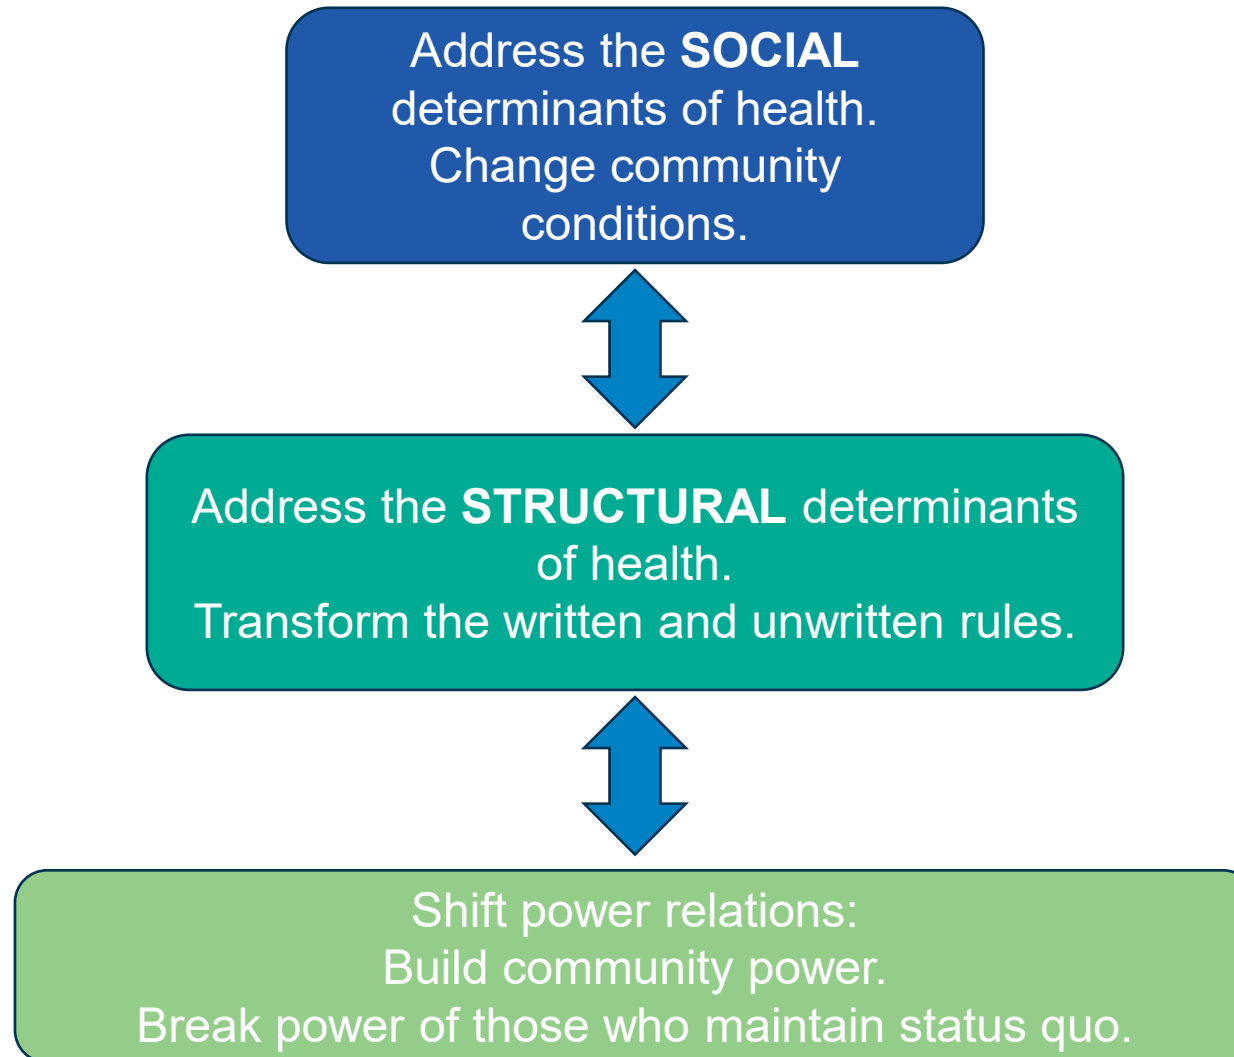 Address the SOCIAL
determinants of health.
Change community
conditions.
Address the STRUCTURAL determinants
of health.
Transform the written and unwritten rules.
Shift power relations:
Build community power.
Break power of those who maintain status quo.